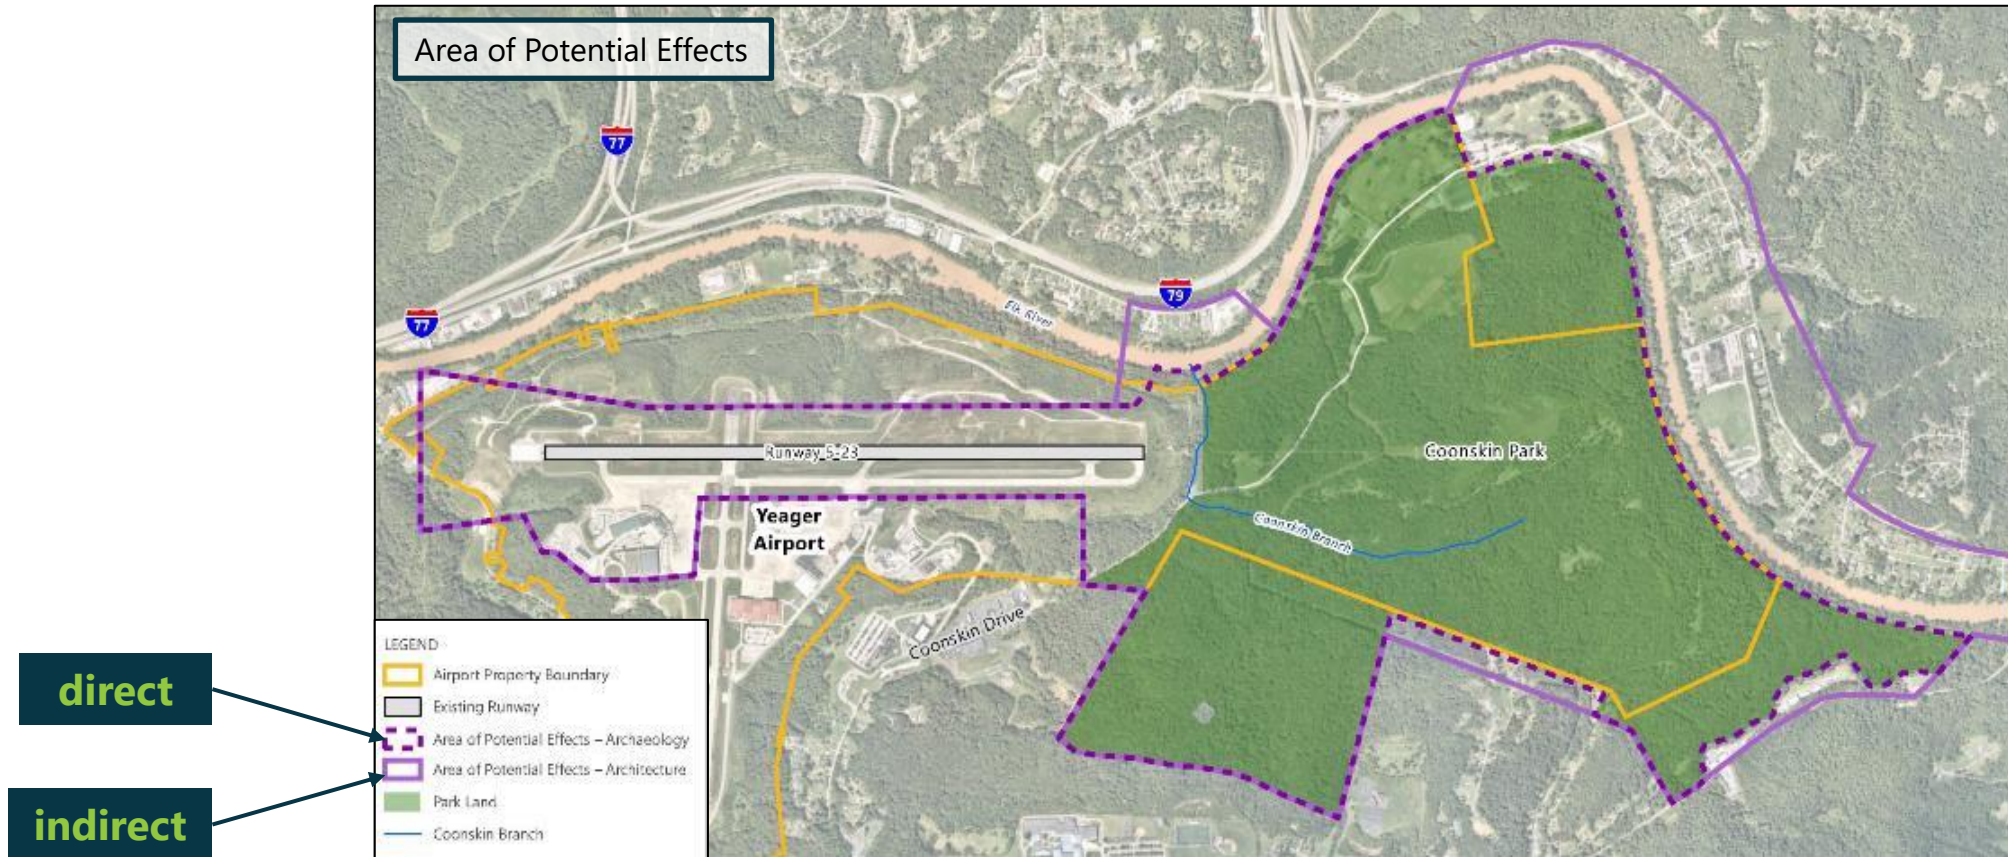 Area of Potential Effects
77
77
79
Elk River
Runway 5-23
Coonskin Park
Yeager
Airport
Coonskin Branch
Coonskin Drive
LEGEND
Airport Property Boundary
Existing Runway
Area of Potential Effects – Archaeology
Area of Potential Effects – Architecture
Park Land
Coonskin Branch
direct
indirect